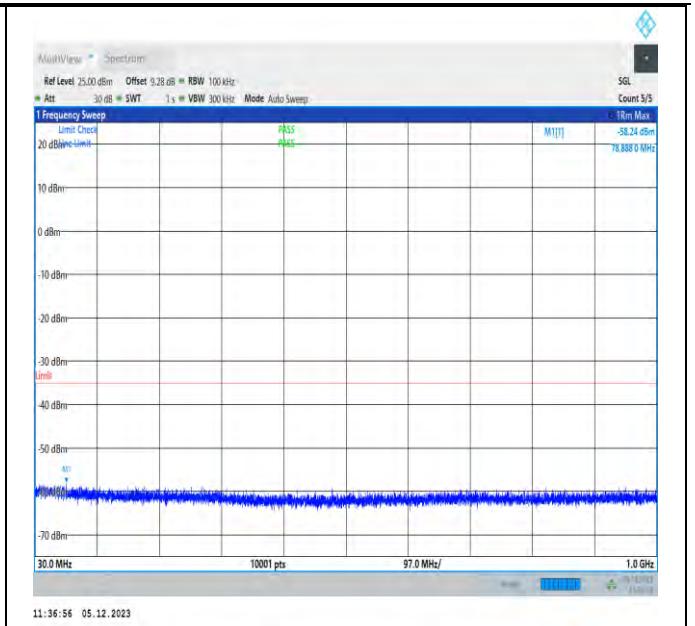 MultiView Spectrum
Ref Level 25.00 dBm Offset 9.28 dB RBW 100 kHz SGL
Att 30 dB SWT 1 s VBW 300 kHz Mode Auto Sweep Count 5/5
1 Frequency Sweep 1Rm Max
Limit Check PASS M1[1] -58.24 dBm
20 dBm Line Limit PASS 78.888 0 MHz
10 dBm
0 dBm
-10 dBm
-20 dBm
-30 dBm
Limit
-40 dBm
-50 dBm
M1
-70 dBm
30.0 MHz 10001 pts 97.0 MHz/ 1.0 GHz
11:36:56 05.12.2023